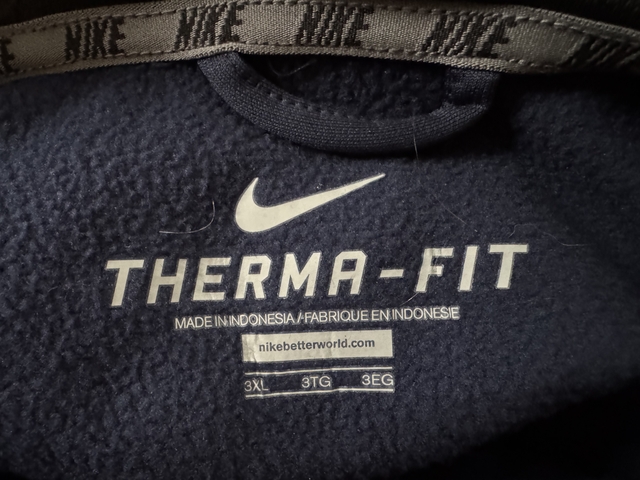 NIKE NIKE NIKE NIKE NIKE
THERMA-FIT
MADE IN INDONESIA / FABRIQUE EN INDONESIE
nikebetterworld.com
3XL 3TG 3EG